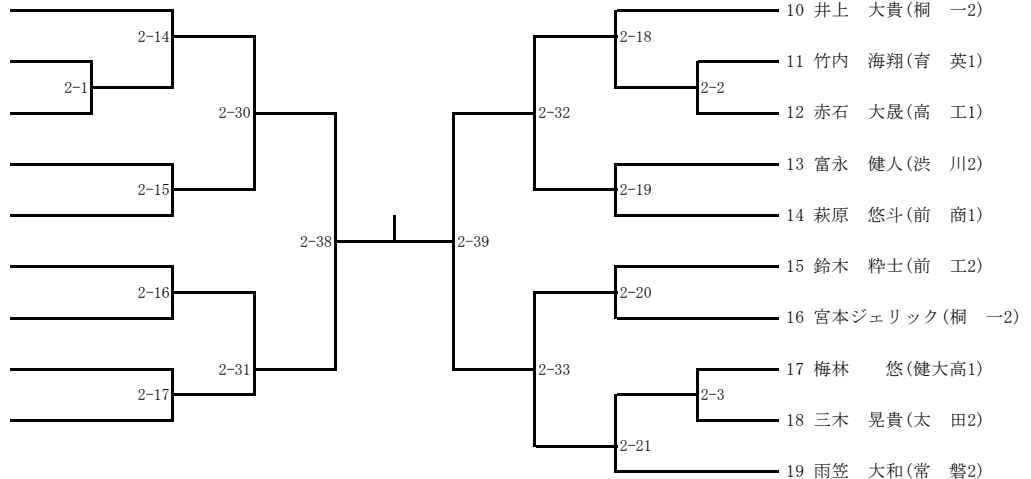 10 井上　大貴(桐　一2)
2-14
2-18
11 竹内　海翔(育　英1)
2-1
2-2
12 赤石　大晟(高　工1)
2-30
2-32
13 富永　健人(渋　川2)
2-15
2-19
14 萩原　悠斗(前　商1)
2-38
2-39
15 鈴木　粋士(前　工2)
2-16
2-20
16 宮本ジェリック(桐　一2)
2-31
2-33
17 梅林　　悠(健大高1)
2-17
2-3
18 三木　晃貴(太　田2)
2-21
19 雨笠　大和(常　磐2)